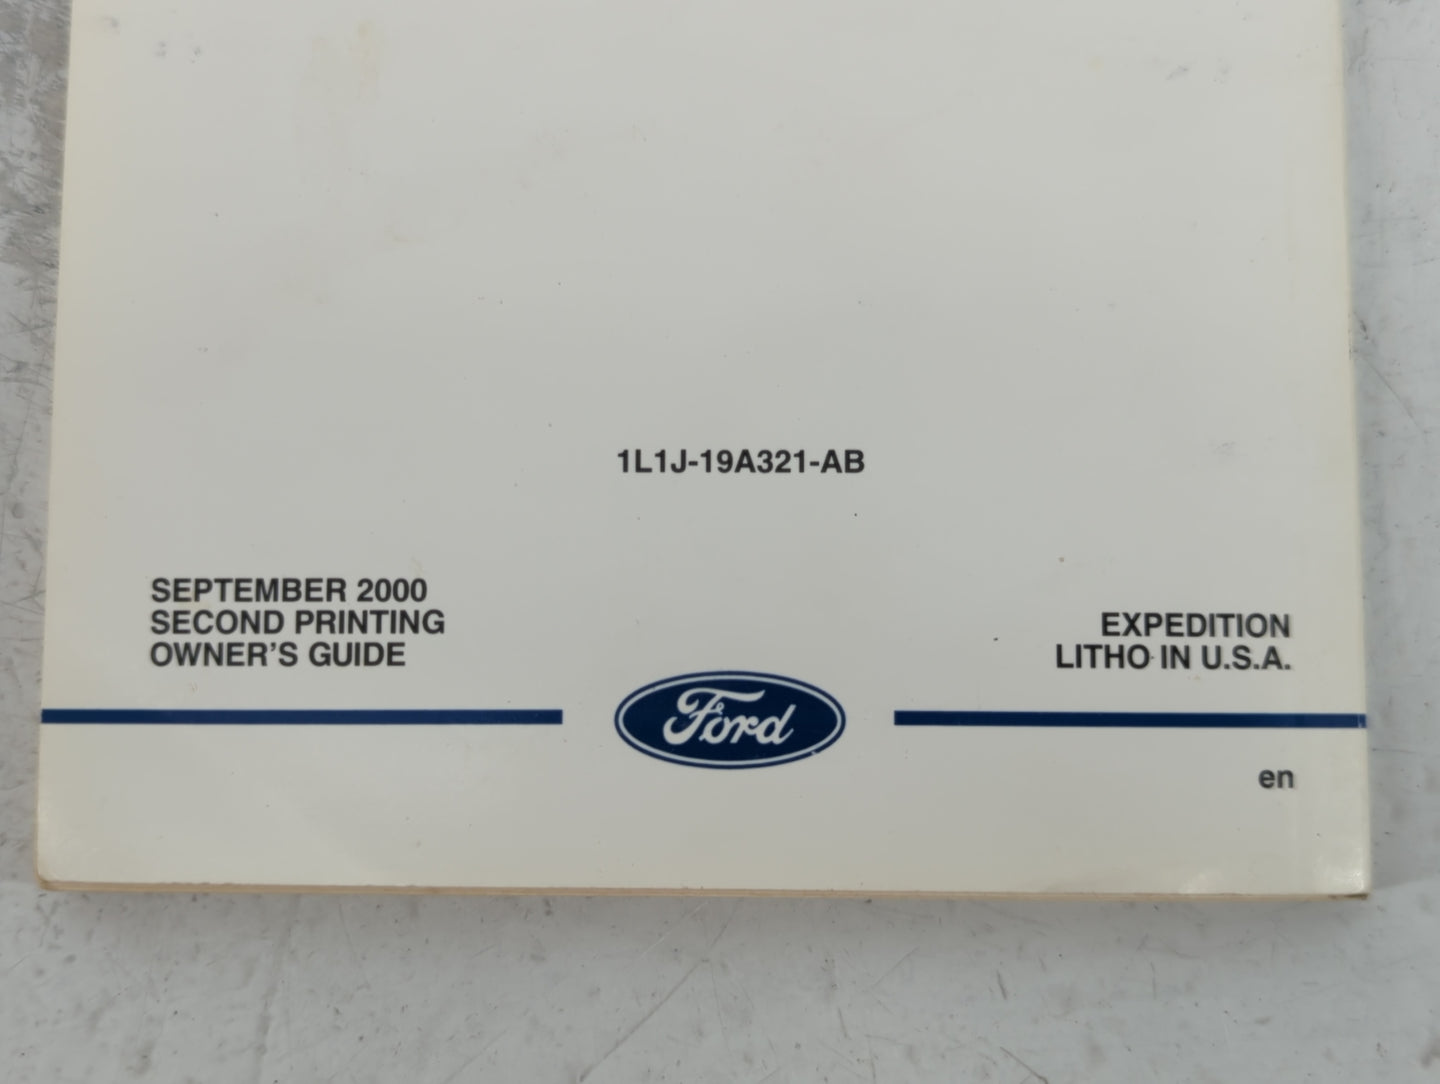 1L1J-19A321-AB
SEPTEMBER 2000
SECOND PRINTING
OWNER'S GUIDE
EXPEDITION
LITHO IN U.S.A.
Ford
en